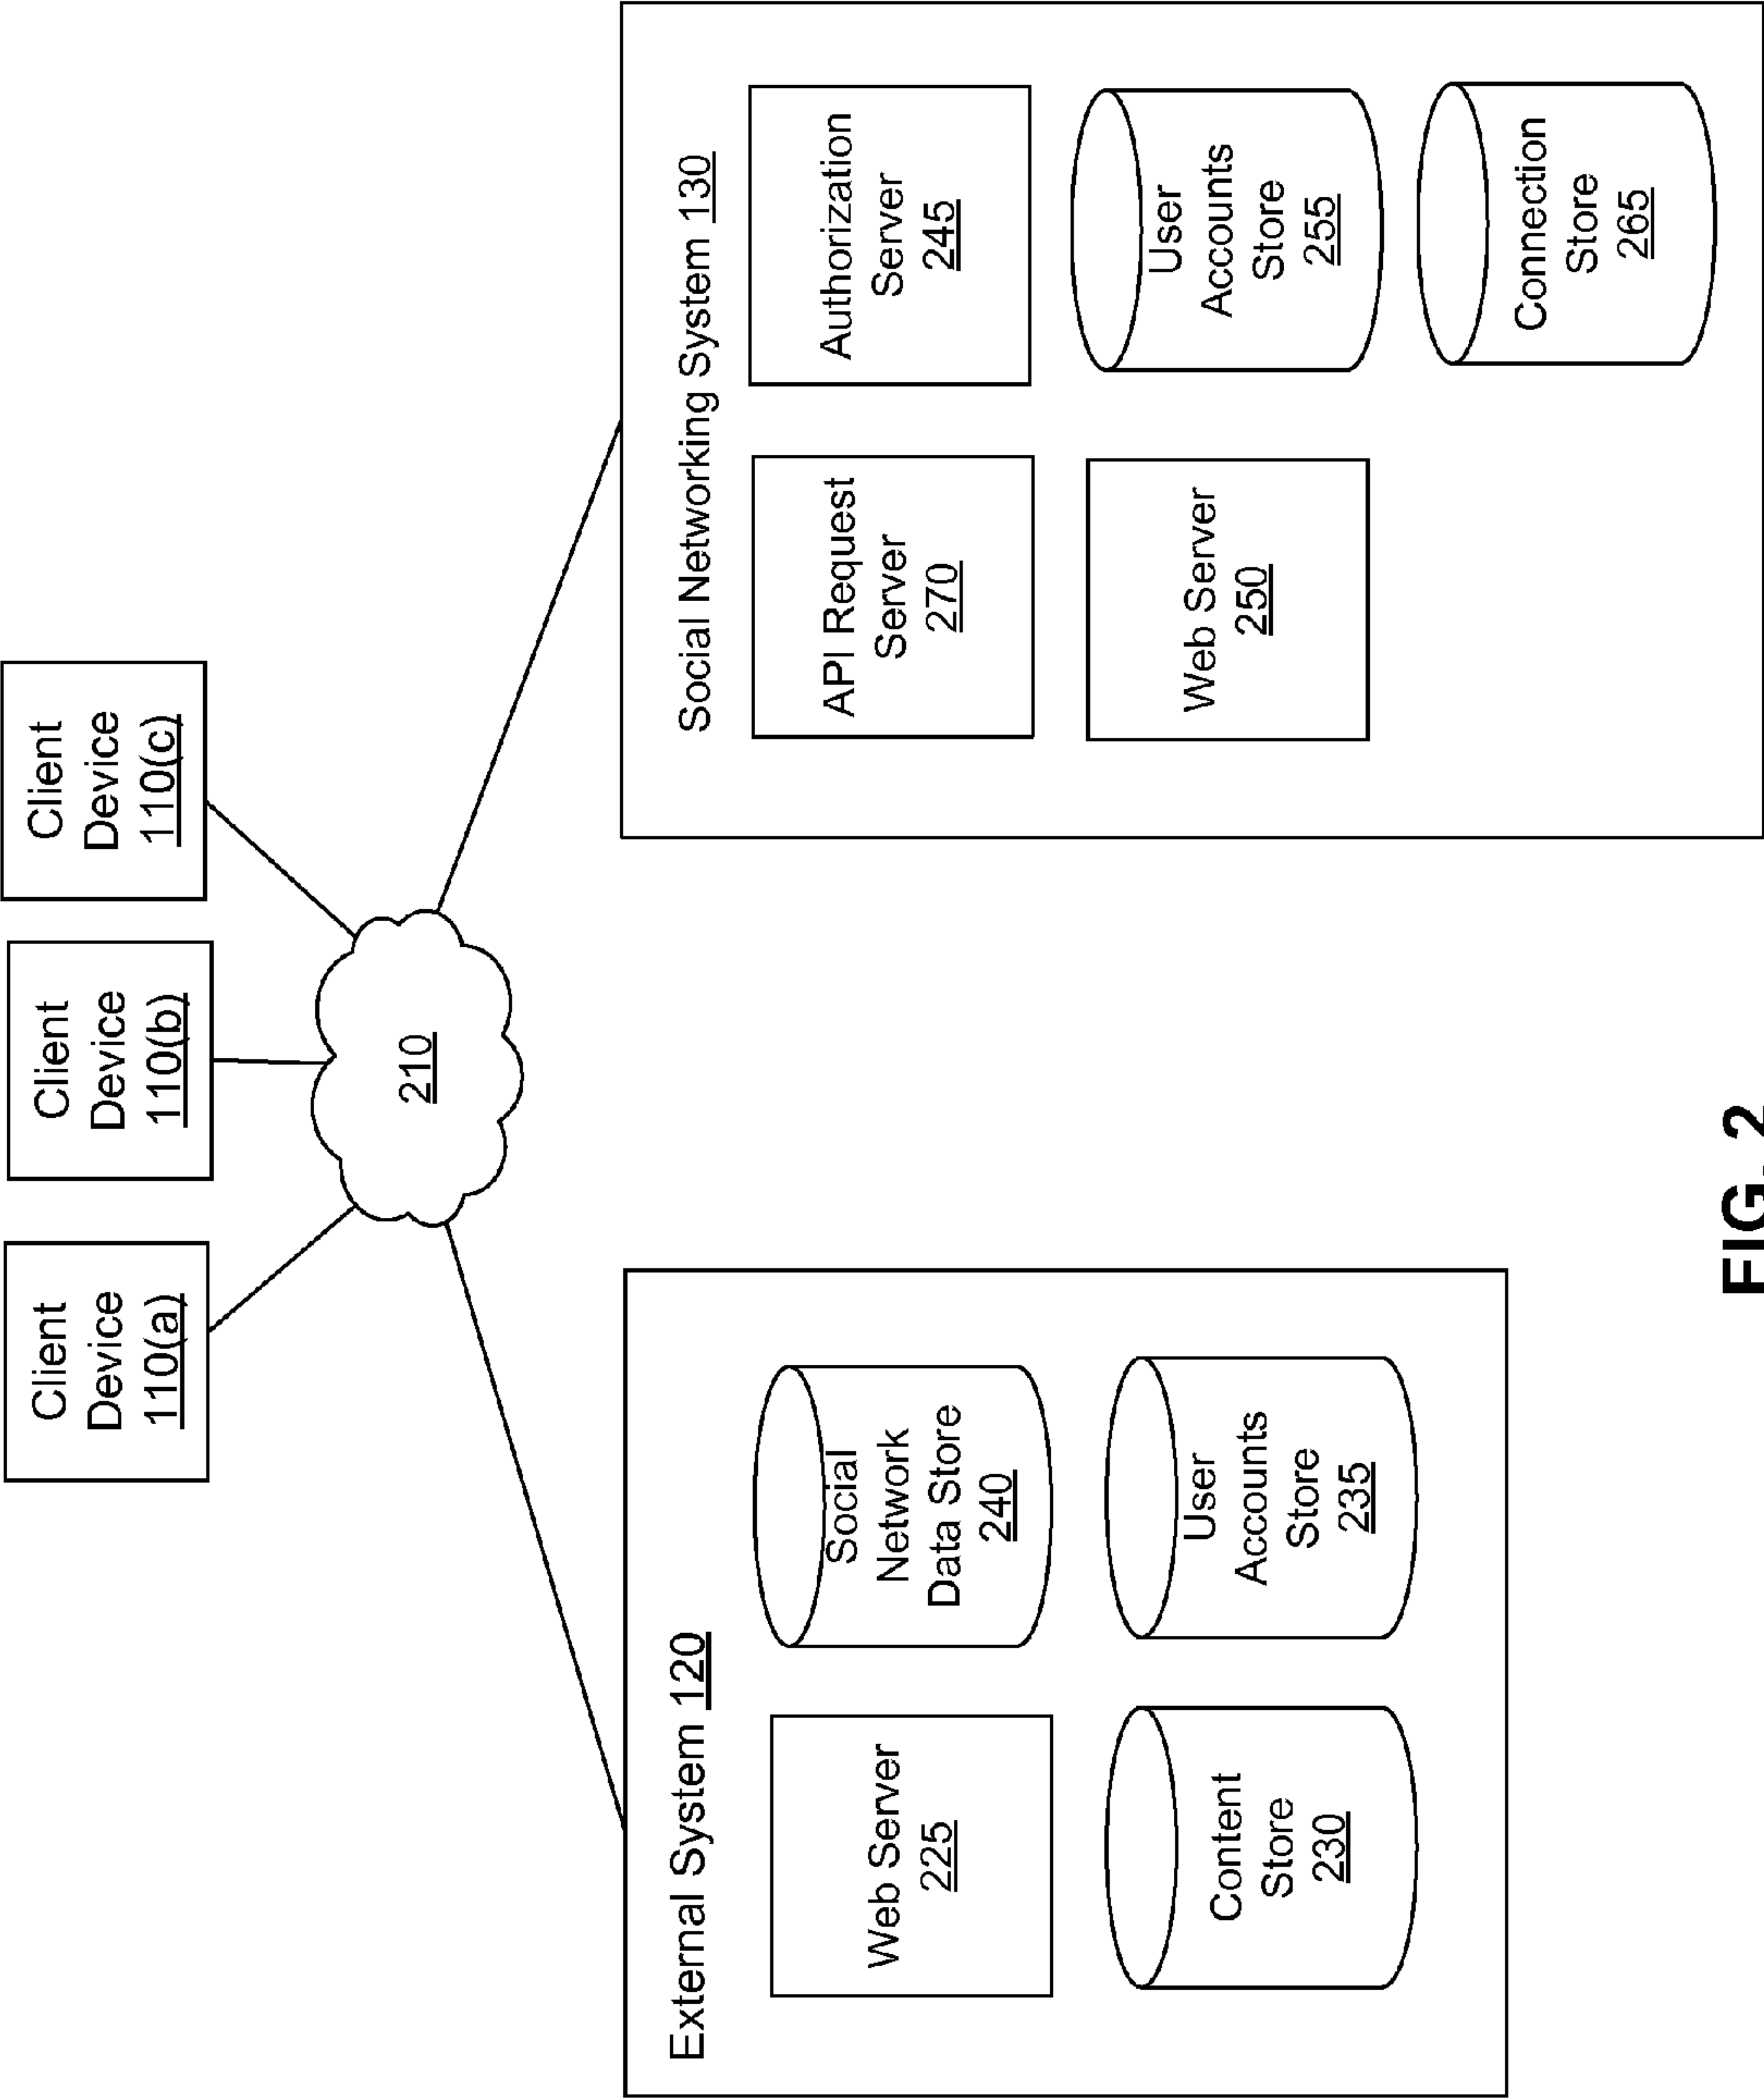 Client
Device
110(a)
Client
Device
110(b)
Client
Device
110(c)
210
External System 120
Web Server
225
Social
Network
Data Store
240
Content
Store
230
User
Accounts
Store
235
Social Networking System 130
API Request
Server
270
Authorization
Server
245
Web Server
250
User
Accounts
Store
255
Connection
Store
265
FIG. 2